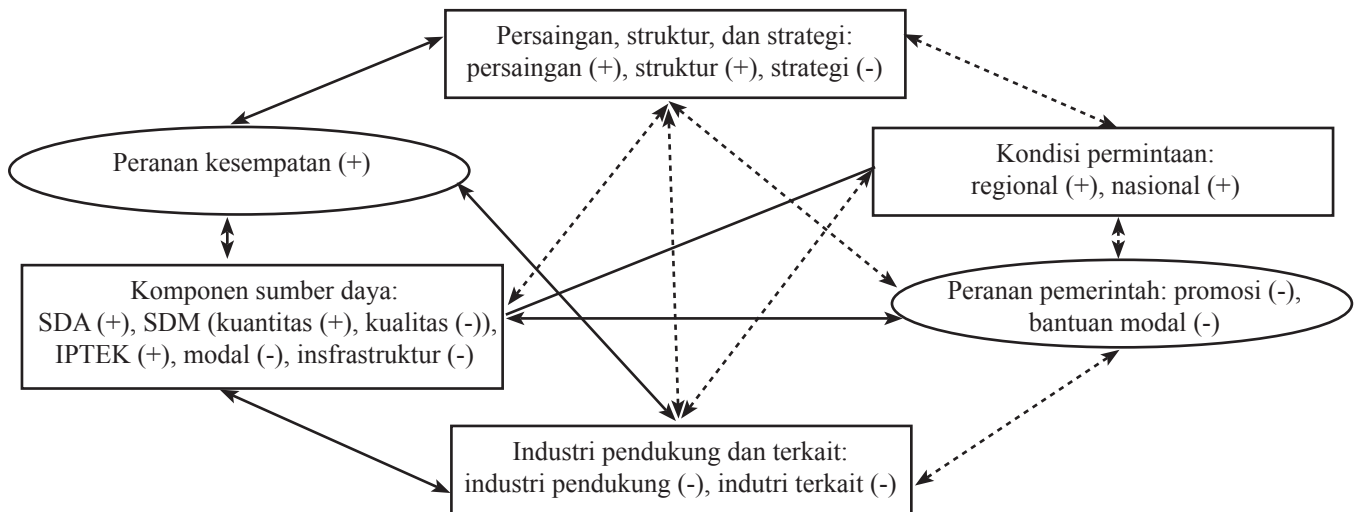 Persaingan, struktur, dan strategi:
persaingan (+), struktur (+), strategi (-)
Peranan kesempatan (+)
Kondisi permintaan:
regional (+), nasional (+)
Komponen sumber daya:
SDA (+), SDM (kuantitas (+), kualitas (-)),
IPTEK (+), modal (-), insfrastruktur (-)
Peranan pemerintah: promosi (-),
bantuan modal (-)
Industri pendukung dan terkait:
industri pendukung (-), indutri terkait (-)